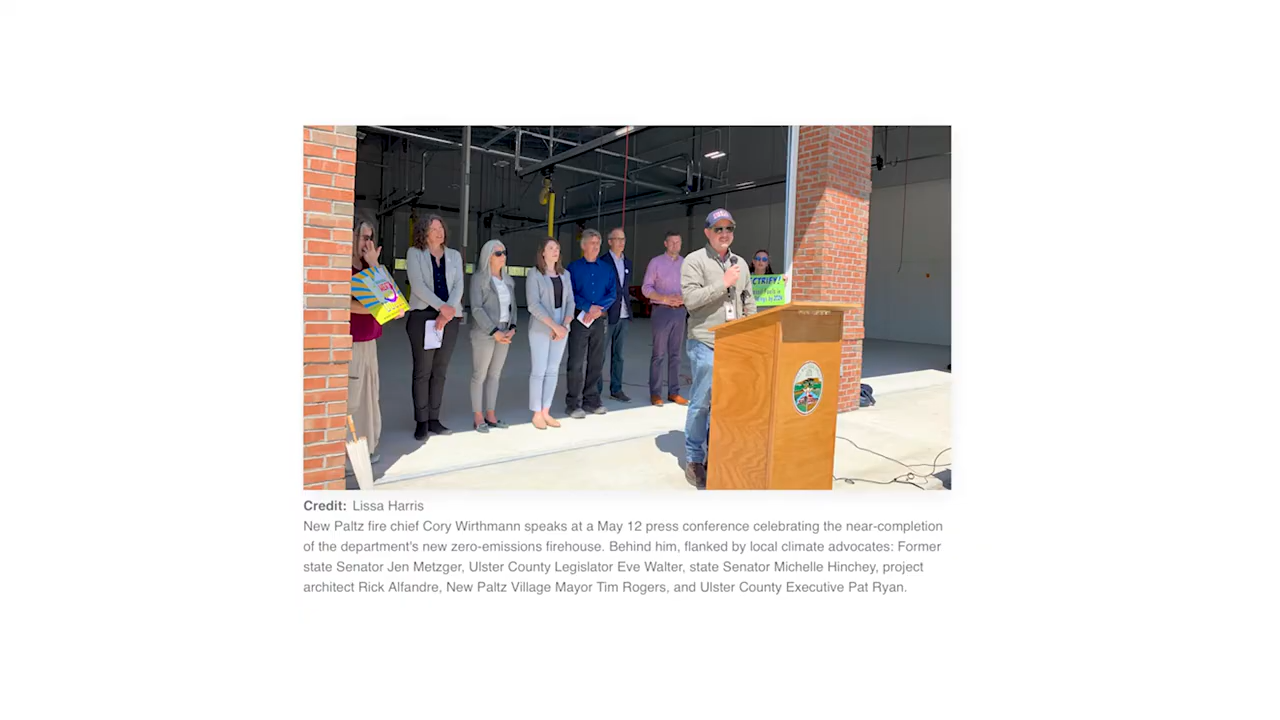 ECTRIFY!
Credit: Lissa Harris
New Paltz fire chief Cory Wirthmann speaks at a May 12 press conference celebrating the near-completion
of the department's new zero-emissions firehouse. Behind him, flanked by local climate advocates: Former
state Senator Jen Metzger, Ulster County Legislator Eve Walter, state Senator Michelle Hinchey, project
architect Rick Alfandre, New Paltz Village Mayor Tim Rogers, and Ulster County Executive Pat Ryan.